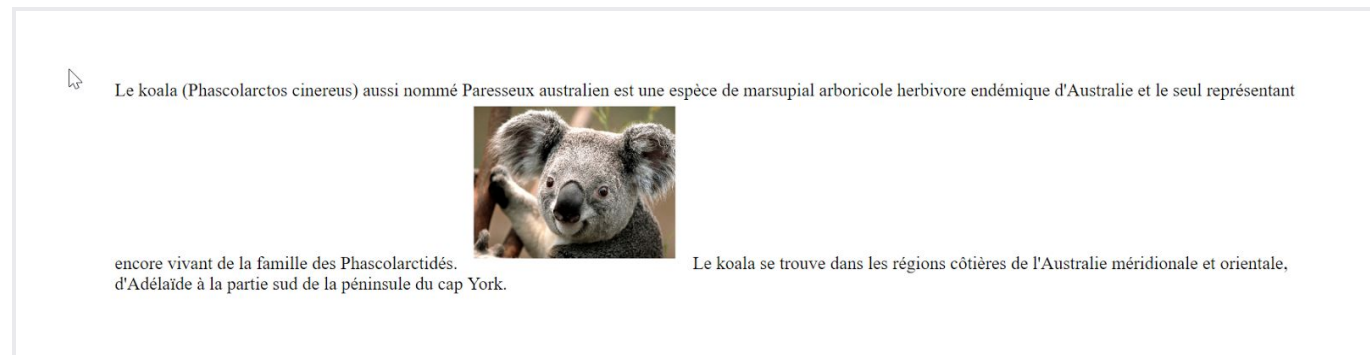 Le koala (Phascolarctos cinereus) aussi nommé Paresseux australien est une espèce de marsupial arboricole herbivore endémique d'Australie et le seul représentant
encore vivant de la famille des Phascolarctidés. Le koala se trouve dans les régions côtières de l'Australie méridionale et orientale,
d'Adélaïde à la partie sud de la péninsule du cap York.